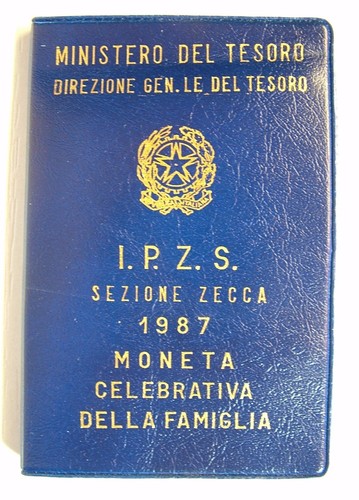 MINISTERO DEL TESORO
DIREZIONE GEN.LE DEL TESORO
I.P.Z.S.
SEZIONE ZECCA
1987
MONETA
CELEBRATIVA
DELLA FAMIGLIA